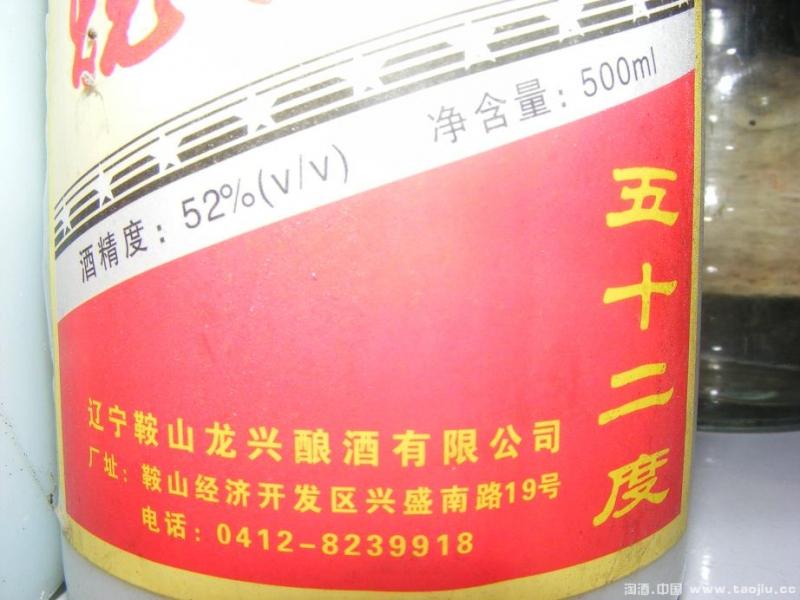 净含量：500ml
酒精度：52%(v/v)
五十二度
辽宁鞍山龙兴酿酒有限公司
厂址：鞍山经济开发区兴盛南路19号
电话：0412-8239918
淘酒.中国 www.taojiu.cc